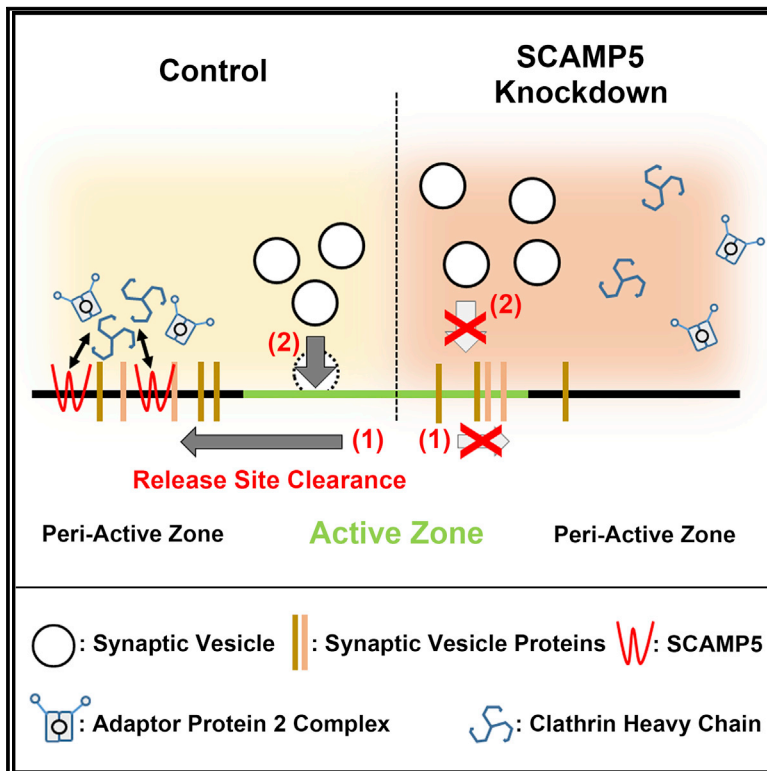 Control
SCAMP5
Knockdown
(2)
(2)
(1)
(1)
Release Site Clearance
Peri-Active Zone
Active Zone
Peri-Active Zone
: Synaptic Vesicle
: Synaptic Vesicle Proteins
: SCAMP5
: Adaptor Protein 2 Complex
: Clathrin Heavy Chain